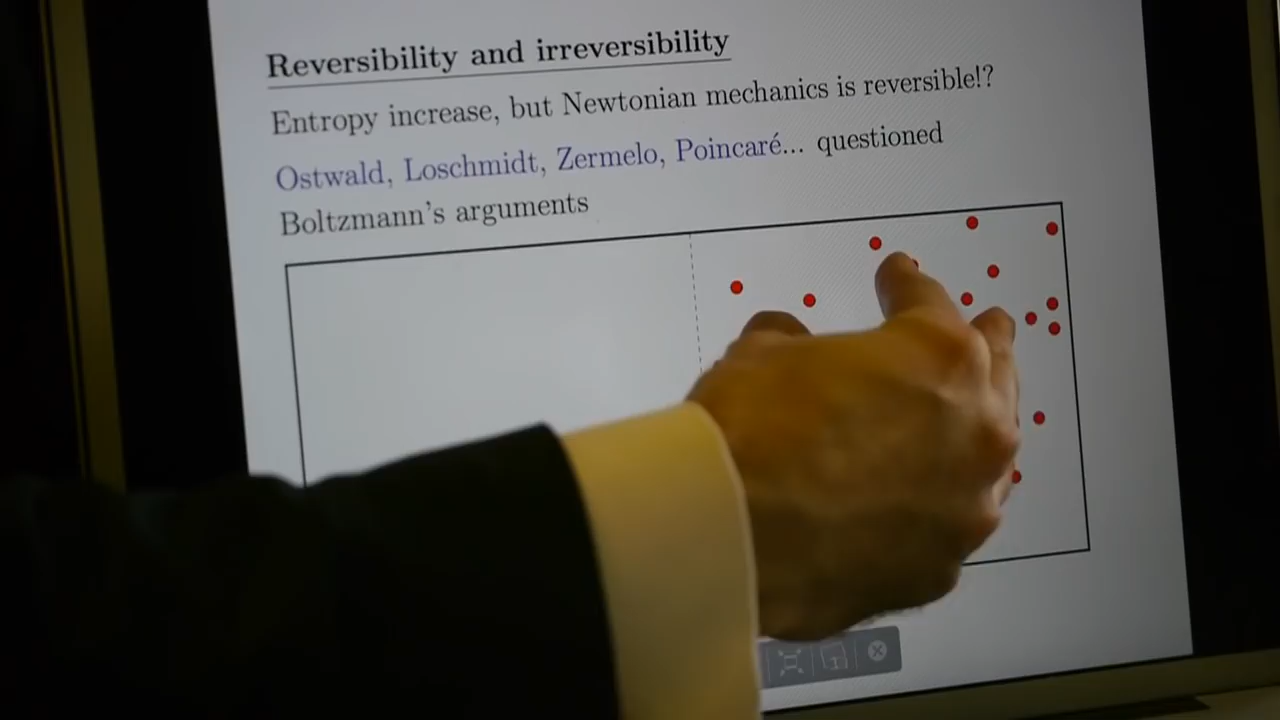 Reversibility and irreversibility
Entropy increase, but Newtonian mechanics is reversible!?
Ostwald, Loschmidt, Zermelo, Poincaré... questioned
Boltzmann's arguments